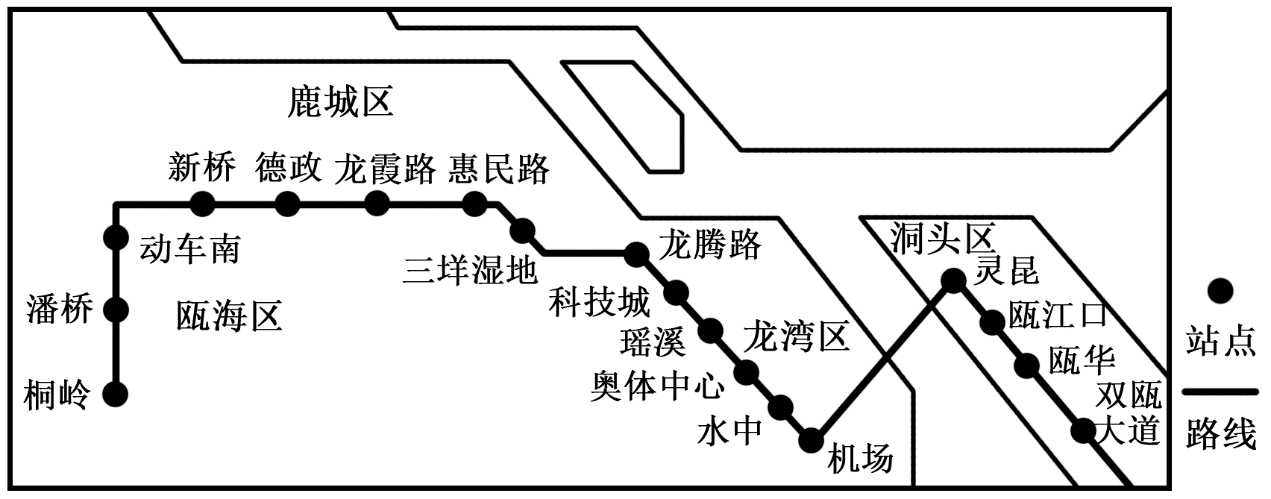 鹿城区
新桥
德政
龙霞路
惠民路
动车南
三垟湿地
龙腾路
洞头区
灵昆
潘桥
瓯海区
科技城
瓯江口
瑶溪
龙湾区
站点
瓯华
桐岭
奥体中心
双瓯
大道
水中
路线
机场